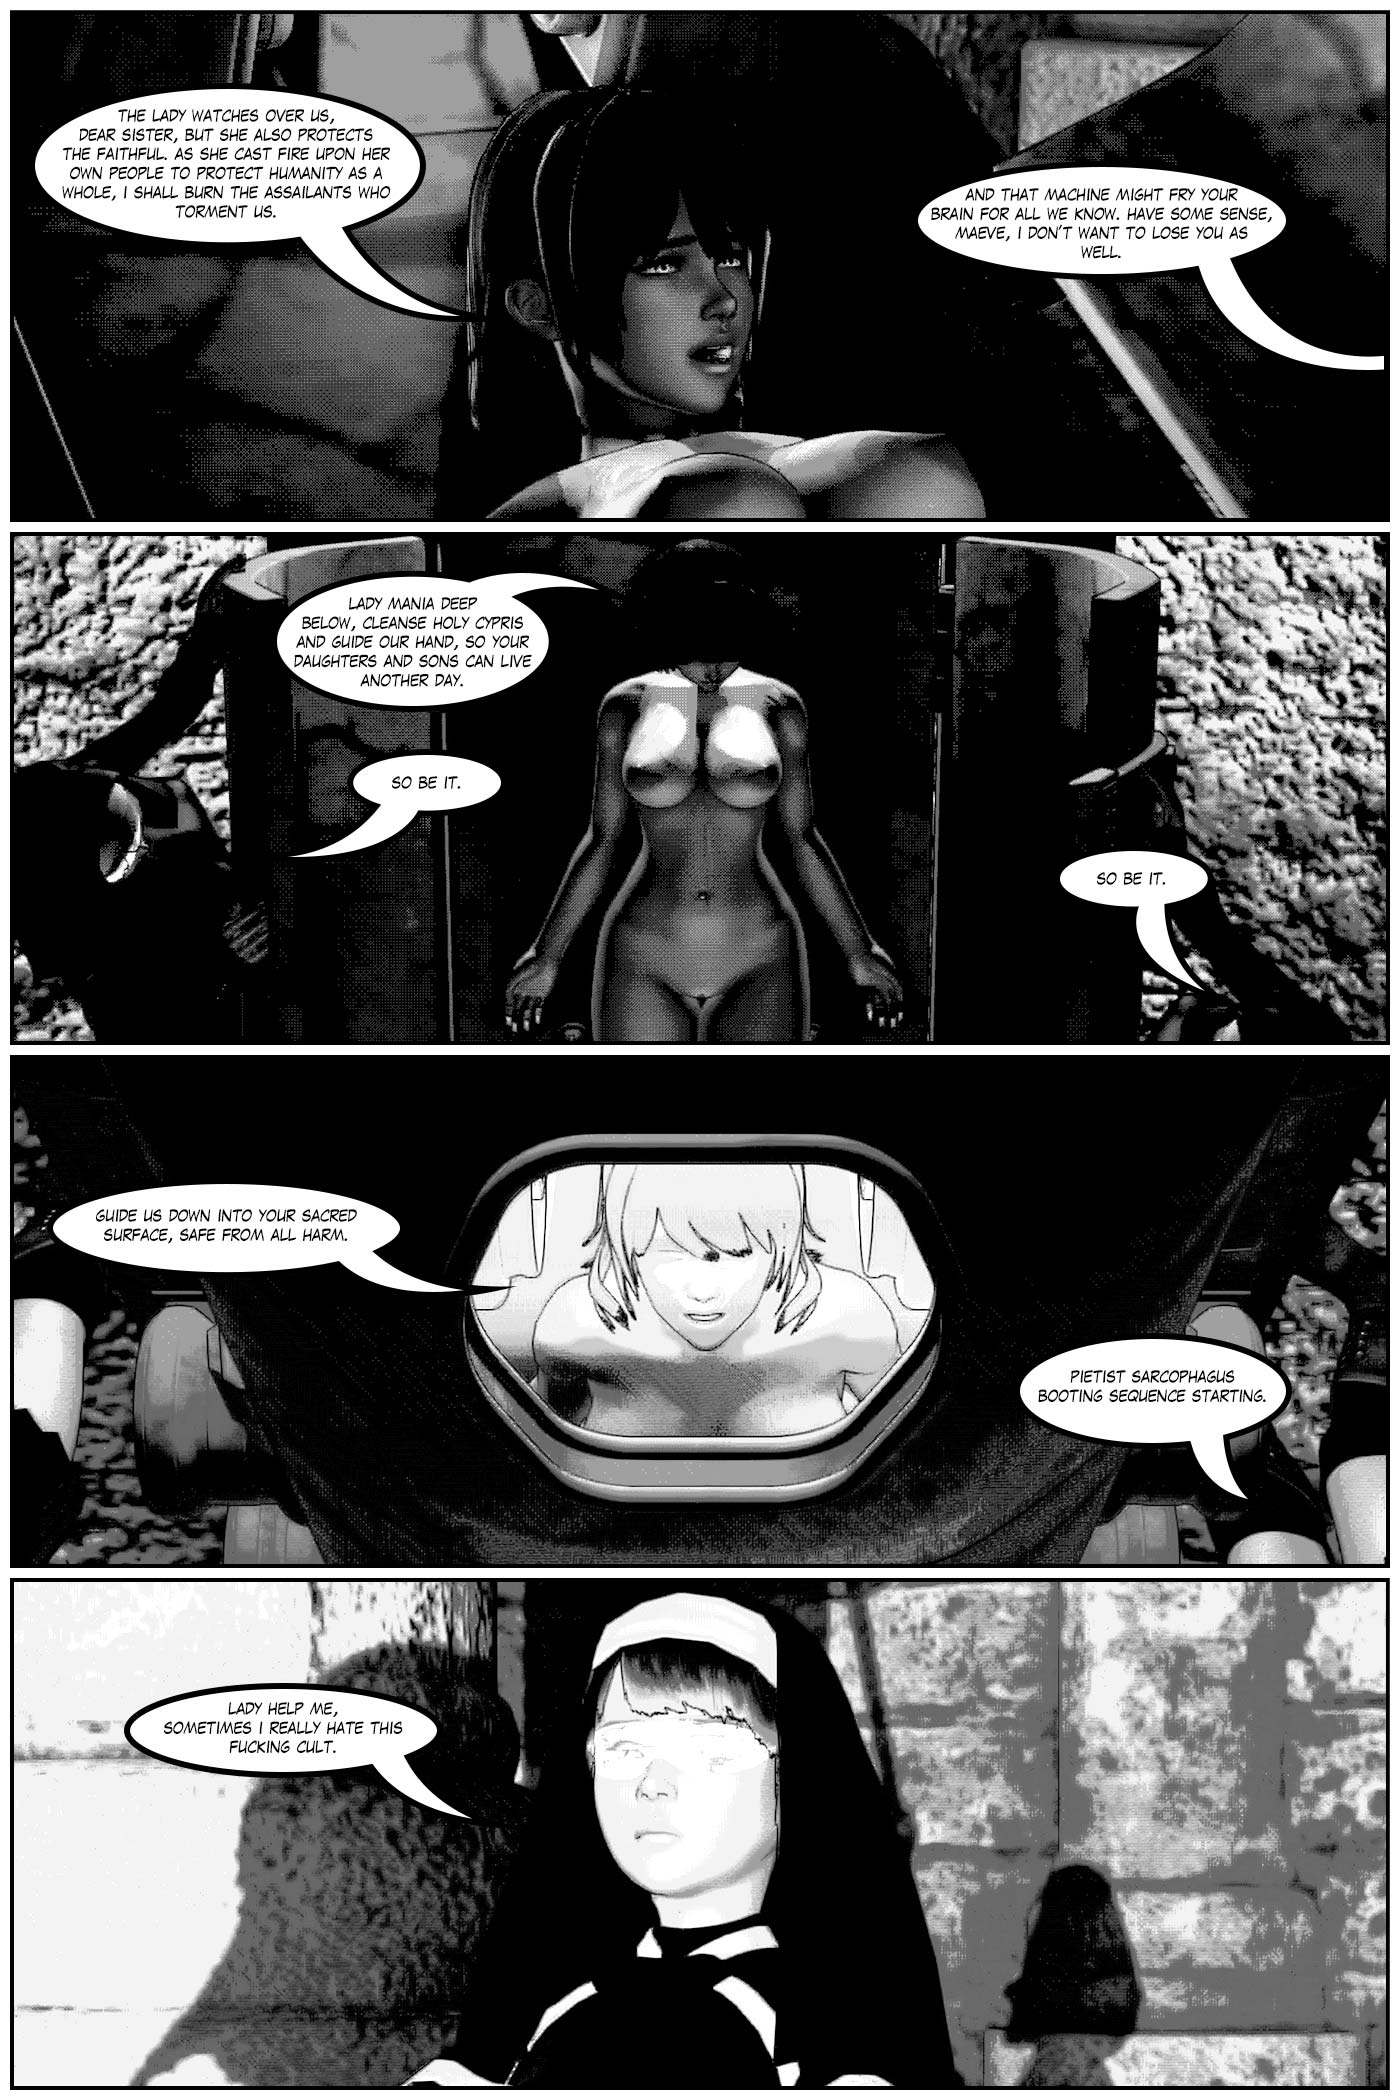 THE LADY WATCHES OVER US,
DEAR SISTER, BUT SHE ALSO PROTECTS
THE FAITHFUL. AS SHE CAST FIRE UPON HER
OWN PEOPLE TO PROTECT HUMANITY AS A
WHOLE, I SHALL BURN THE ASSAILANTS WHO
TORMENT US.
AND THAT MACHINE MIGHT FRY YOUR
BRAIN FOR ALL WE KNOW. HAVE SOME SENSE,
MAEVE, I DON'T WANT TO LOSE YOU AS
WELL.
LADY MANIA DEEP
BELOW, CLEANSE HOLY CYPRIS
AND GUIDE OUR HAND, SO YOUR
DAUGHTERS AND SONS CAN LIVE
ANOTHER DAY.
SO BE IT.
SO BE IT.
GUIDE US DOWN INTO YOUR SACRED
SURFACE, SAFE FROM ALL HARM.
PIETIST SARCOPHAGUS
BOOTING SEQUENCE STARTING.
LADY HELP ME,
SOMETIMES I REALLY HATE THIS
FUCKING CULT.